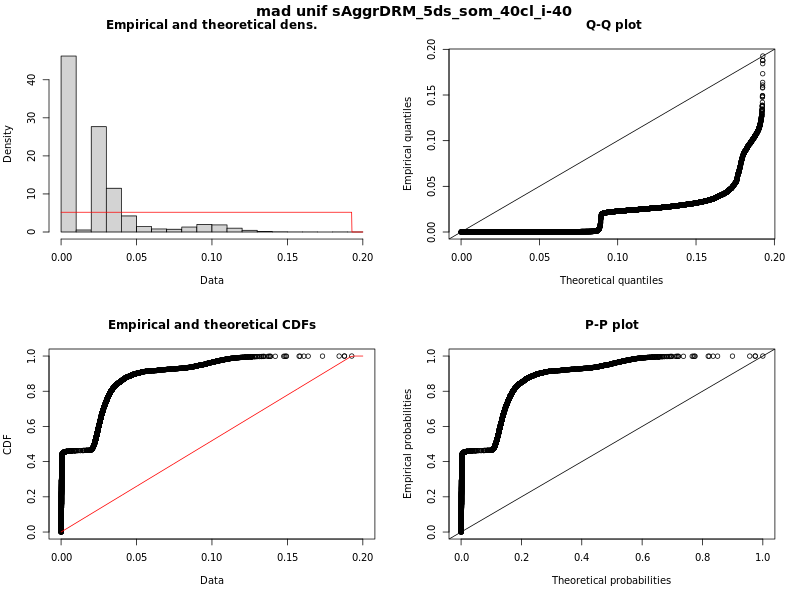 mad unif sAggrDRM_5ds_som_40cl_i-40
Empirical and theoretical dens.
Density
0 10 20 30 40
0.00 0.05 0.10 0.15 0.20
Data
Q-Q plot
Empirical quantiles
0.00 0.05 0.10 0.15 0.20
0.00 0.05 0.10 0.15 0.20
Theoretical quantiles
Empirical and theoretical CDFs
CDF
0.0 0.2 0.4 0.6 0.8 1.0
0.00 0.05 0.10 0.15 0.20
Data
P-P plot
Empirical probabilities
0.0 0.2 0.4 0.6 0.8 1.0
0.0 0.2 0.4 0.6 0.8 1.0
Theoretical probabilities